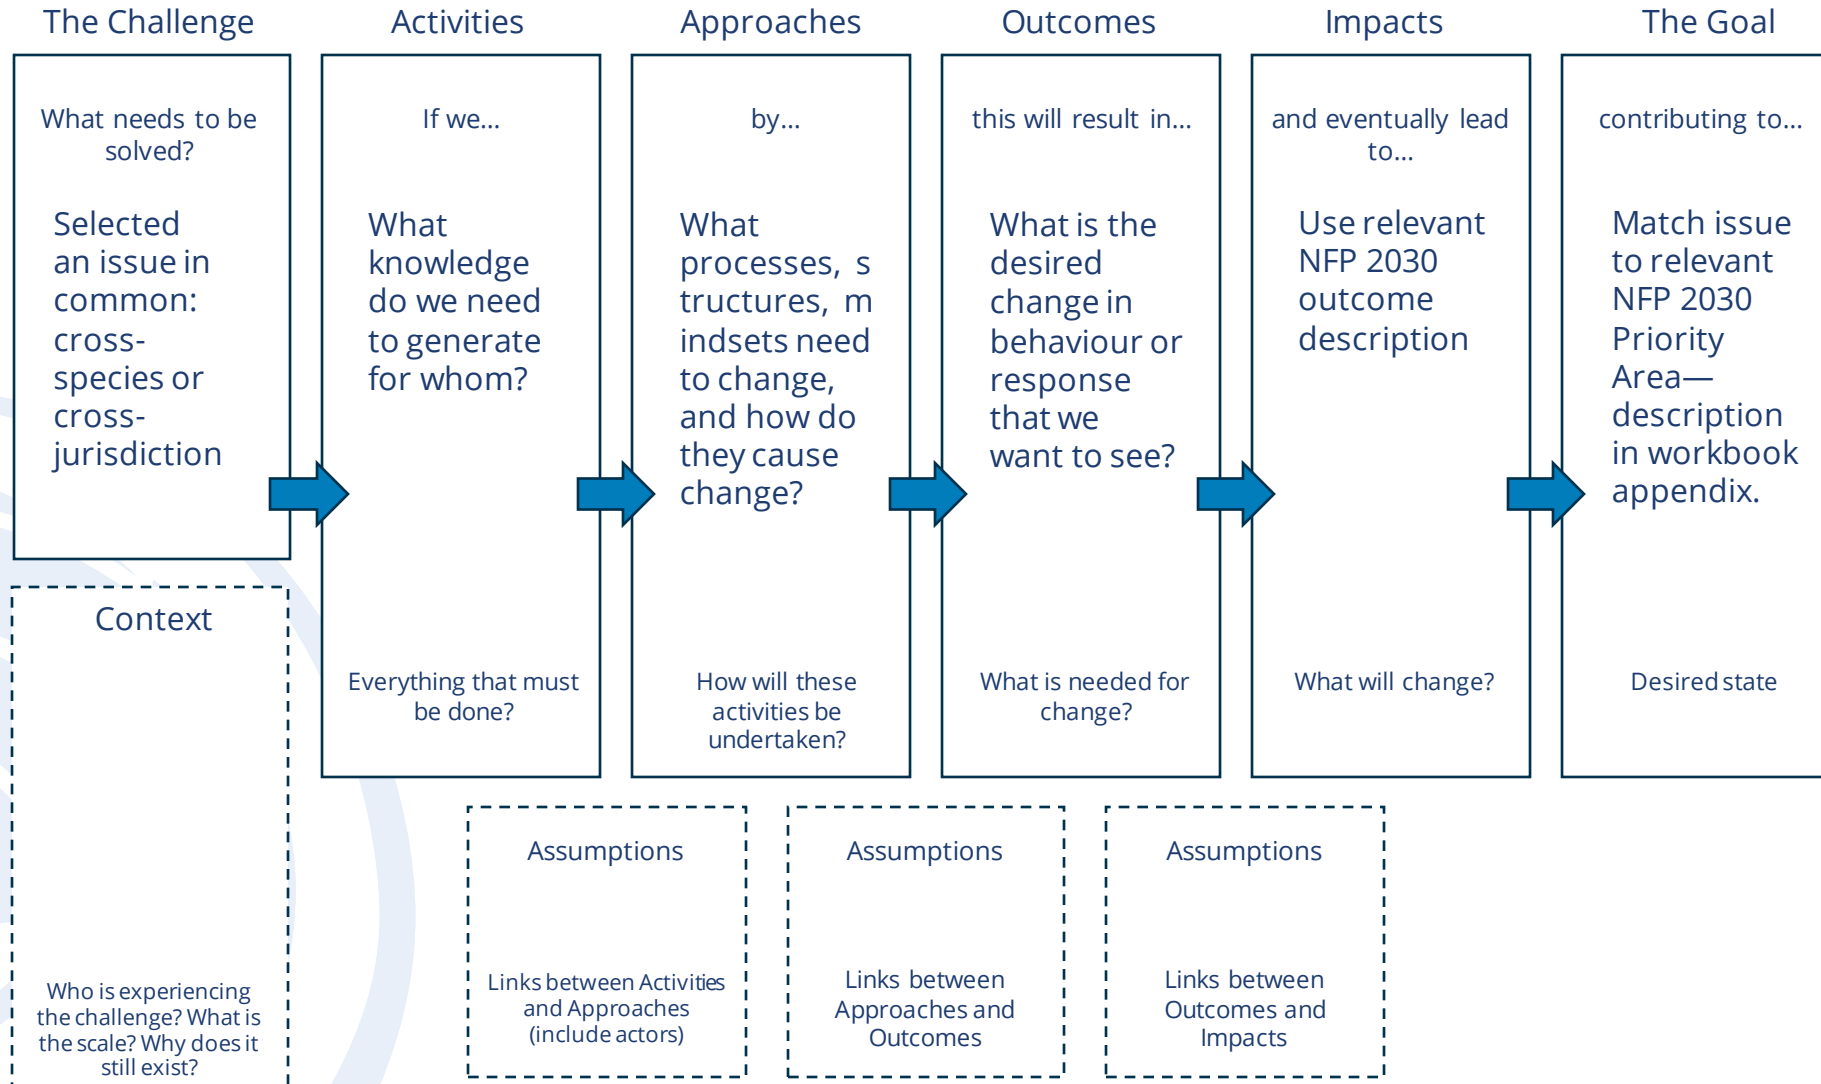 The Challenge
Activities
Approaches
Outcomes
Impacts
The Goal
What needs to be
solved?
Selected
an issue in
common:
cross-
species or
cross-
jurisdiction
If we...
What
knowledge
do we need
to generate
for whom?
Everything that must
be done?
by...
What
processes, s
tructures, m
indsets need
to change,
and how do
they cause
change?
How will these
activities be
undertaken?
this will result in...
What is the
desired
change in
behaviour or
response
that we
want to see?
What is needed for
change?
and eventually lead
to...
Use relevant
NFP 2030
outcome
description
What will change?
contributing to...
Match issue
to relevant
NFP 2030
Priority
Area—
description
in workbook
appendix.
Desired state
Context
Who is experiencing
the challenge? What is
the scale? Why does it
still exist?
Assumptions
Links between Activities
and Approaches
(include actors)
Assumptions
Links between
Approaches and
Outcomes
Assumptions
Links between
Outcomes and
Impacts